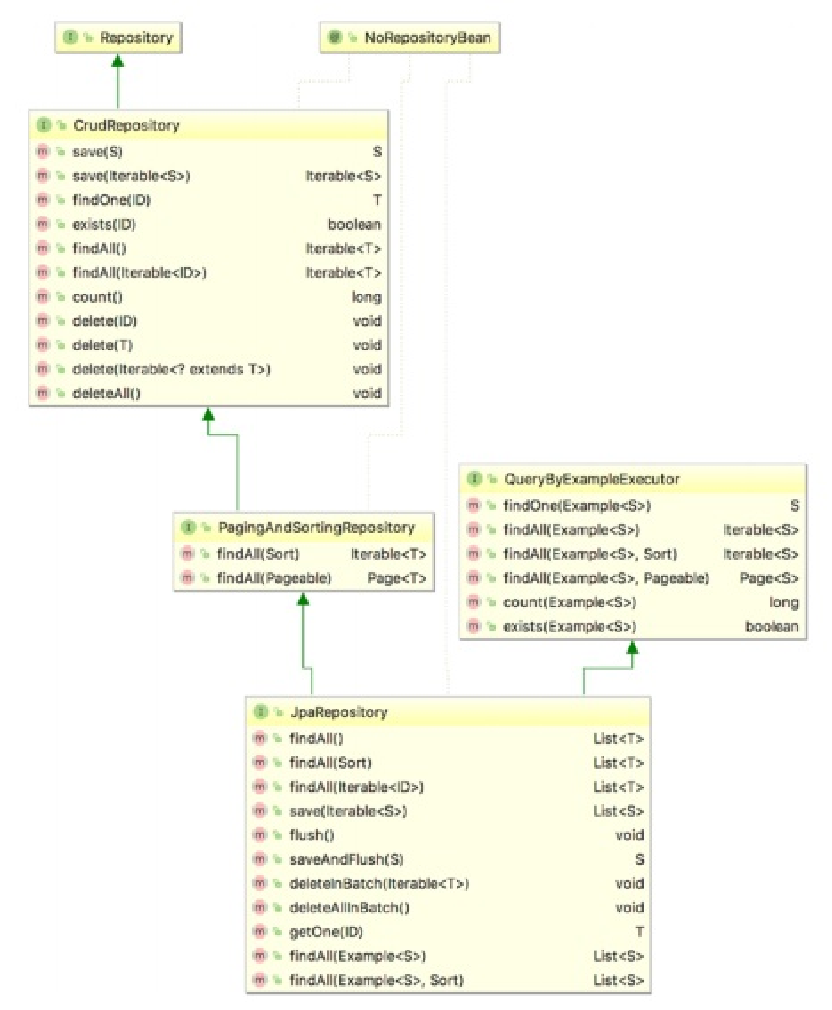 Repository
NoRepositoryBean
CrudRepository
save(S) S
save(Iterable<S>) Iterable<S>
findOne(ID) T
exists(ID) boolean
findAll() Iterable<T>
findAll(Iterable<ID>) Iterable<T>
count() long
delete(ID) void
delete(T) void
delete(Iterable<? extends T>) void
deleteAll() void
PagingAndSortingRepository
findAll(Sort) Iterable<T>
findAll(Pageable) Page<T>
QueryByExampleExecutor
findOne(Example<S>) S
findAll(Example<S>) Iterable<S>
findAll(Example<S>, Sort) Iterable<S>
findAll(Example<S>, Pageable) Page<S>
count(Example<S>) long
exists(Example<S>) boolean
JpaRepository
findAll() List<T>
findAll(Sort) List<T>
findAll(Iterable<ID>) List<T>
save(Iterable<S>) List<S>
flush() void
saveAndFlush(S) S
deleteInBatch(Iterable<T>) void
deleteAllInBatch() void
getOne(ID) T
findAll(Example<S>) List<S>
findAll(Example<S>, Sort) List<S>